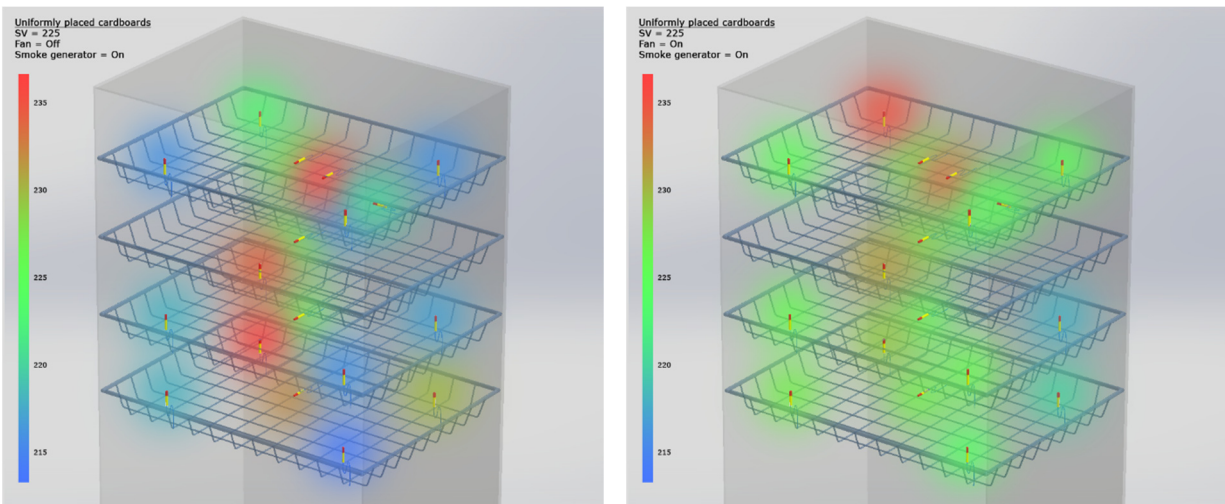 Uniformly placed cardboards
SV = 225
Fan = Off
Smoke generator = On
235
230
225
220
215
Uniformly placed cardboards
SV = 225
Fan = On
Smoke generator = On
235
230
225
220
215